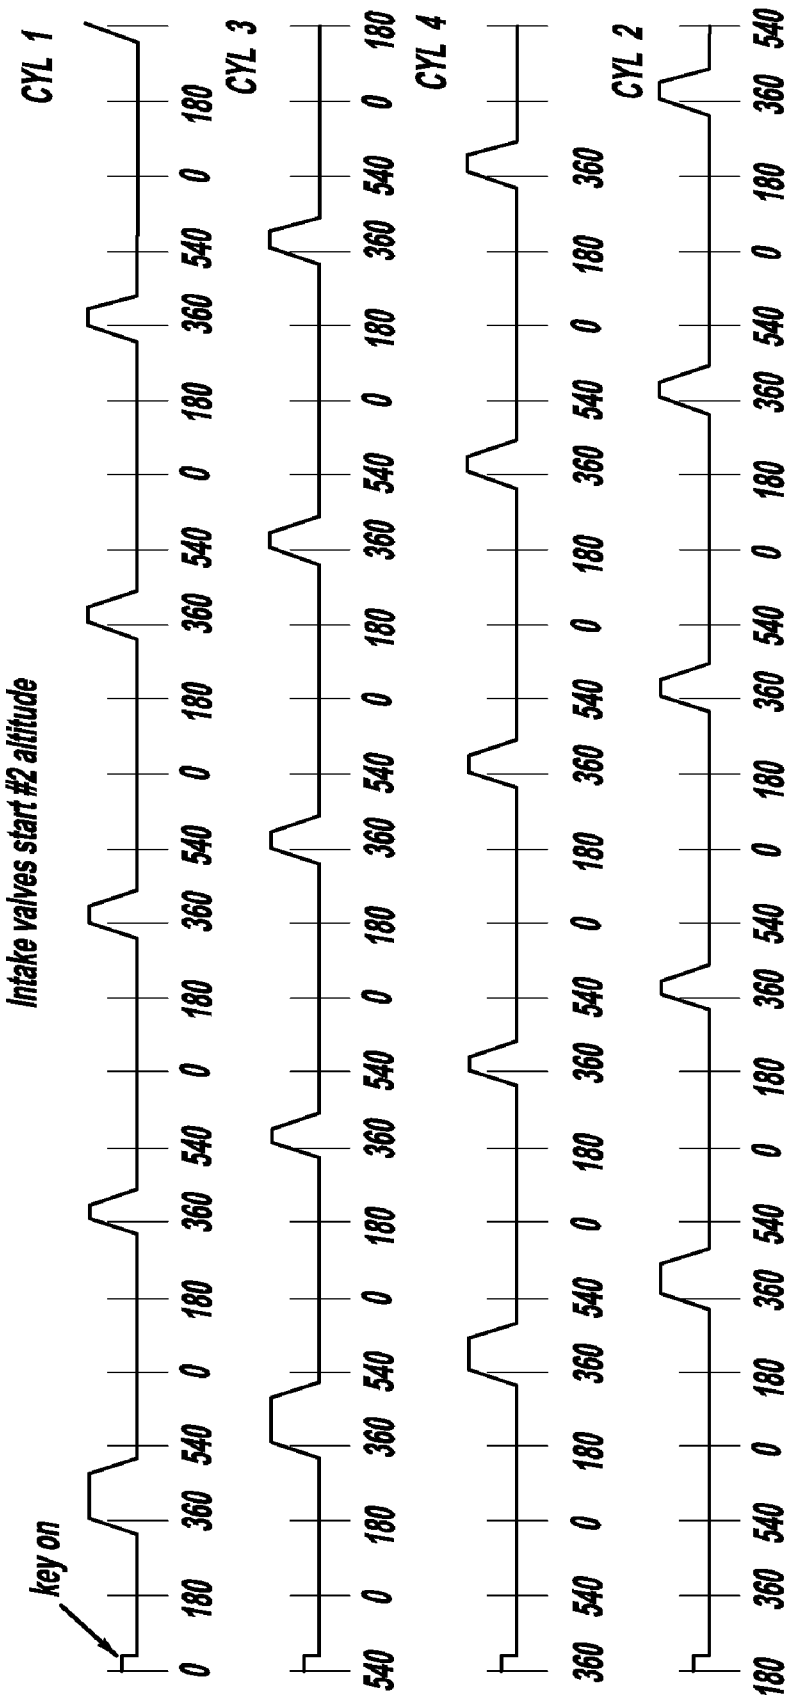 Intake valves start #2 altitude
key on
CYL 1
0 180 360 540 0 180 360 540 0 180 360 540 0 180 360 540 0 180 360 540 0 180
CYL 3
540 0 180 360 540 0 180 360 540 0 180 360 540 0 180 360 540 0 180 360 540 0 180
CYL 4
360 540 0 180 360 540 0 180 360 540 0 180 360 540 0 180 360 540 0 180 360
CYL 2
180 360 540 0 180 360 540 0 180 360 540 0 180 360 540 0 180 360 540 0 180 360 540